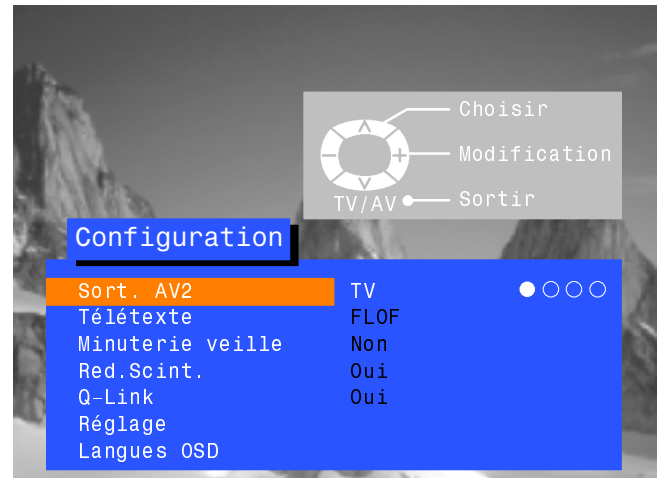 Choisir
Modification
TV/AV Sortir
Configuration
Sort. AV2 TV
Télétexte FLOF
Minuterie veille Non
Red.Scint. Oui
Q-Link Oui
Réglage
Langues OSD